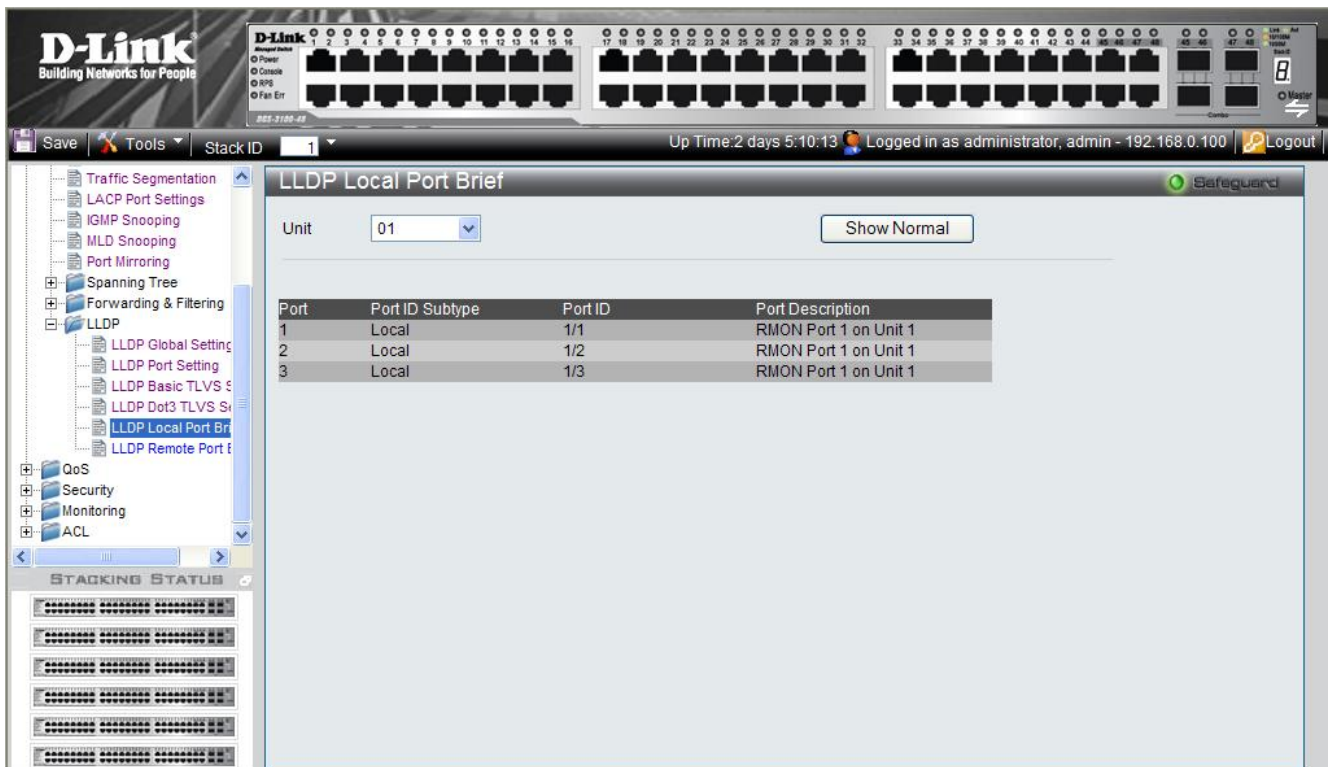 D-Link
Building Networks for People
D-Link
Managed Switch
Power
Console
RPS
Fan Err
1 2 3 4 5 6 7 8 9 10 11 12 13 14 15 16
17 18 19 20 21 22 23 24 25 26 27 28 29 30 31 32
33 34 35 36 37 38 39 40 41 42 43 44 45 46 47 48
45 46 47 48
Combo
Master
Save Tools Stack ID 1 Up Time:2 days 5:10:13 Logged in as administrator, admin - 192.168.0.100 Logout
Traffic Segmentation
LACP Port Settings
IGMP Snooping
MLD Snooping
Port Mirroring
Spanning Tree
Forwarding & Filtering
LLDP
LLDP Global Setting
LLDP Port Setting
LLDP Basic TLVS S
LLDP Dot3 TLVS Se
LLDP Local Port Bri
LLDP Remote Port B
QoS
Security
Monitoring
ACL
STACKING STATUS
LLDP Local Port Brief
Safeguard
Unit 01 Show Normal
Port Port ID Subtype Port ID Port Description
1 Local 1/1 RMON Port 1 on Unit 1
2 Local 1/2 RMON Port 1 on Unit 1
3 Local 1/3 RMON Port 1 on Unit 1